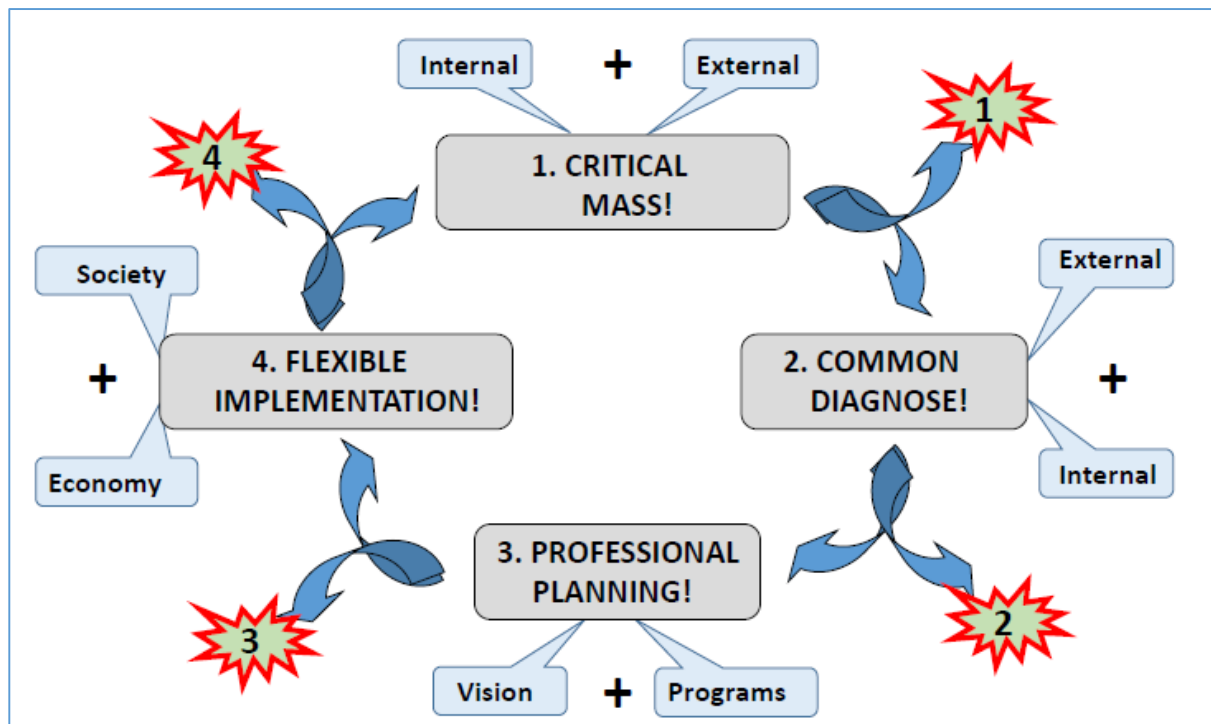 Internal + External
1
4
1. CRITICAL
MASS!
Society
External
+
4. FLEXIBLE
IMPLEMENTATION!
2. COMMON
DIAGNOSE!
+
Economy
Internal
3. PROFESSIONAL
PLANNING!
3
2
Vision + Programs